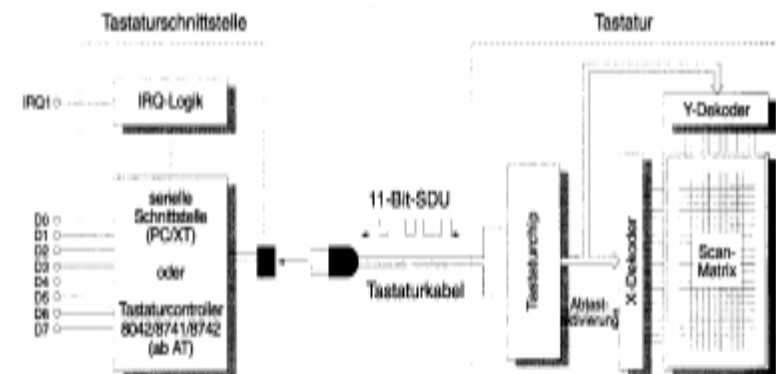 Tastaturschnittstelle
Tastatur
IRQ1
IRQ-Logik
Y-Dekoder
serielle
Schnittstelle
(PC/XT)
oder
Tastaturcontroller
8042/8741/8742
(ab AT)
D0
D1
D2
D3
D4
D5
D6
D7
11-Bit-SDU
Tastaturkabel
Tastaturchip
Abtast-
X-Dekoder
Scan-
Matrix